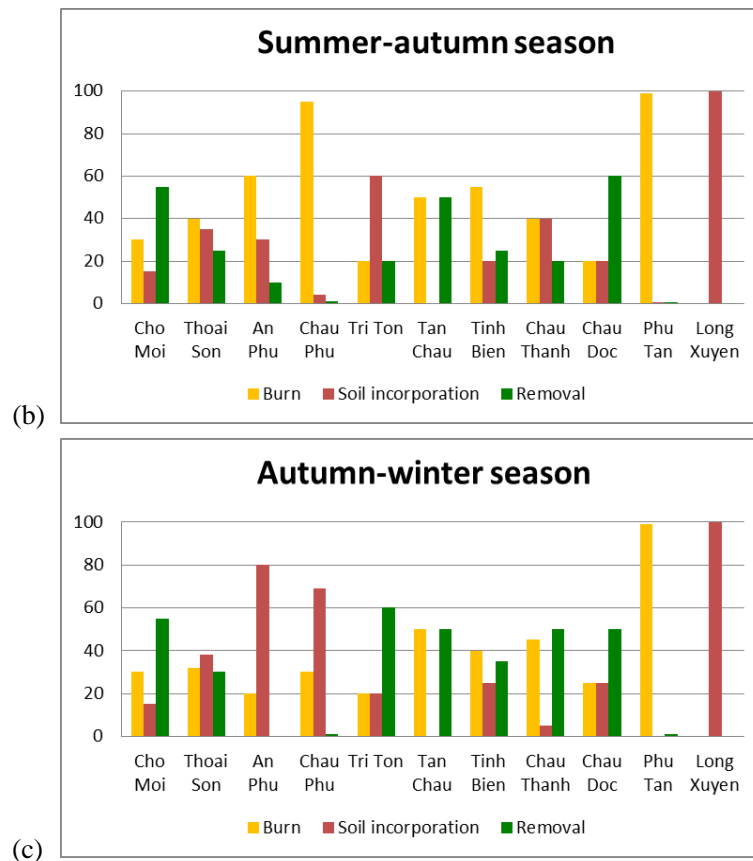 Summer-autumn season
100
80
60
40
20
0
Cho Moi
Thoai Son
An Phu
Chau Phu
Tri Ton
Tan Chau
Tinh Bien
Chau Thanh
Chau Doc
Phu Tan
Long Xuyen
Burn Soil incorporation Removal
(b)
Autumn-winter season
100
80
60
40
20
0
Cho Moi
Thoai Son
An Phu
Chau Phu
Tri Ton
Tan Chau
Tinh Bien
Chau Thanh
Chau Doc
Phu Tan
Long Xuyen
Burn Soil incorporation Removal
(c)